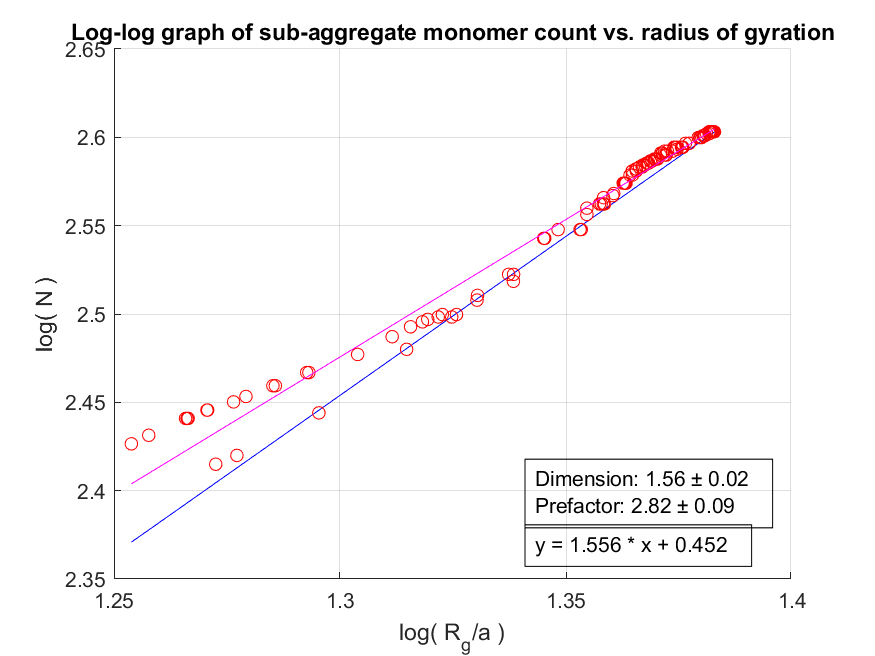 Log-log graph of sub-aggregate monomer count vs. radius of gyration
2.65
2.6
2.55
2.5
2.45
2.4
2.35
log( N )
Dimension: 1.56 ± 0.02
Prefactor: 2.82 ± 0.09
y = 1.556 * x + 0.452
1.25 1.3 1.35 1.4
log( R_g/a )